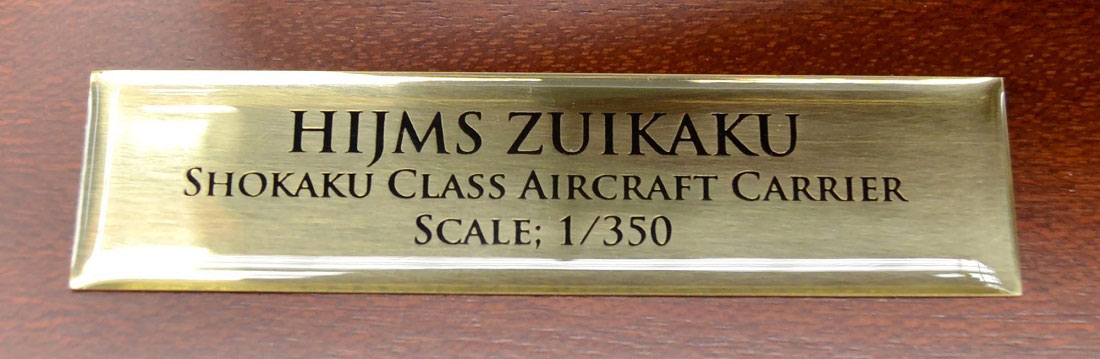 HIJMS ZUIKAKU
SHOKAKU CLASS AIRCRAFT CARRIER
SCALE; 1/350